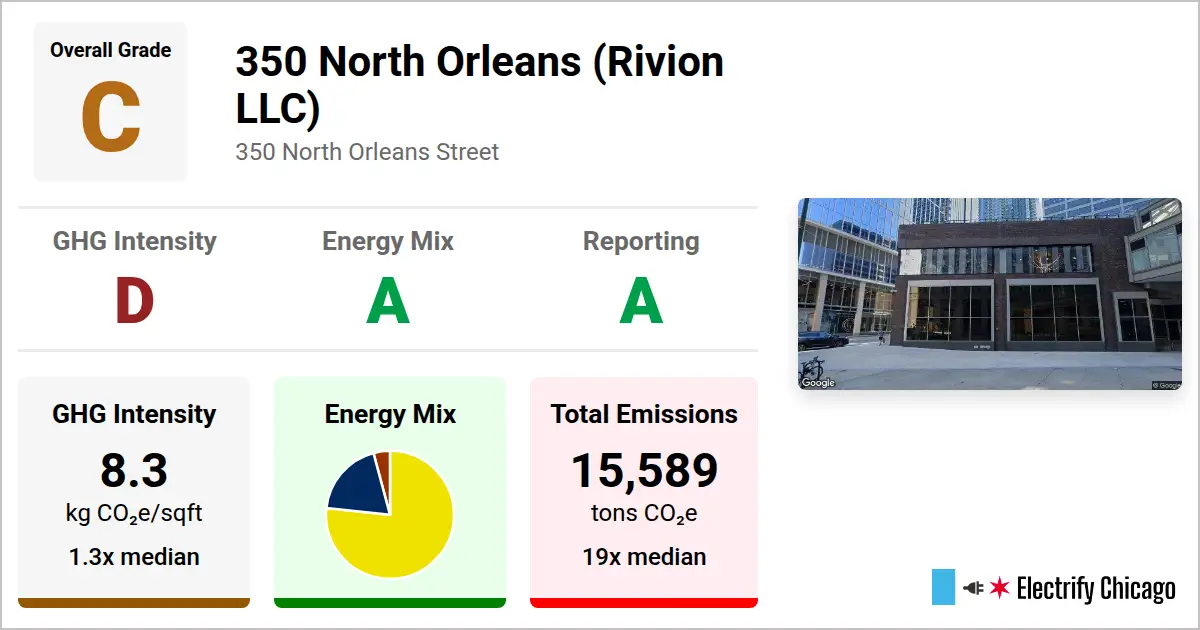 Overall Grade
C
350 North Orleans (Rivion
LLC)
350 North Orleans Street
GHG Intensity
D
Energy Mix
A
Reporting
A
GHG Intensity
8.3
kg CO₂e/sqft
1.3x median
Energy Mix
Total Emissions
15,589
tons CO₂e
19x median
Google
© Google
Electrify Chicago